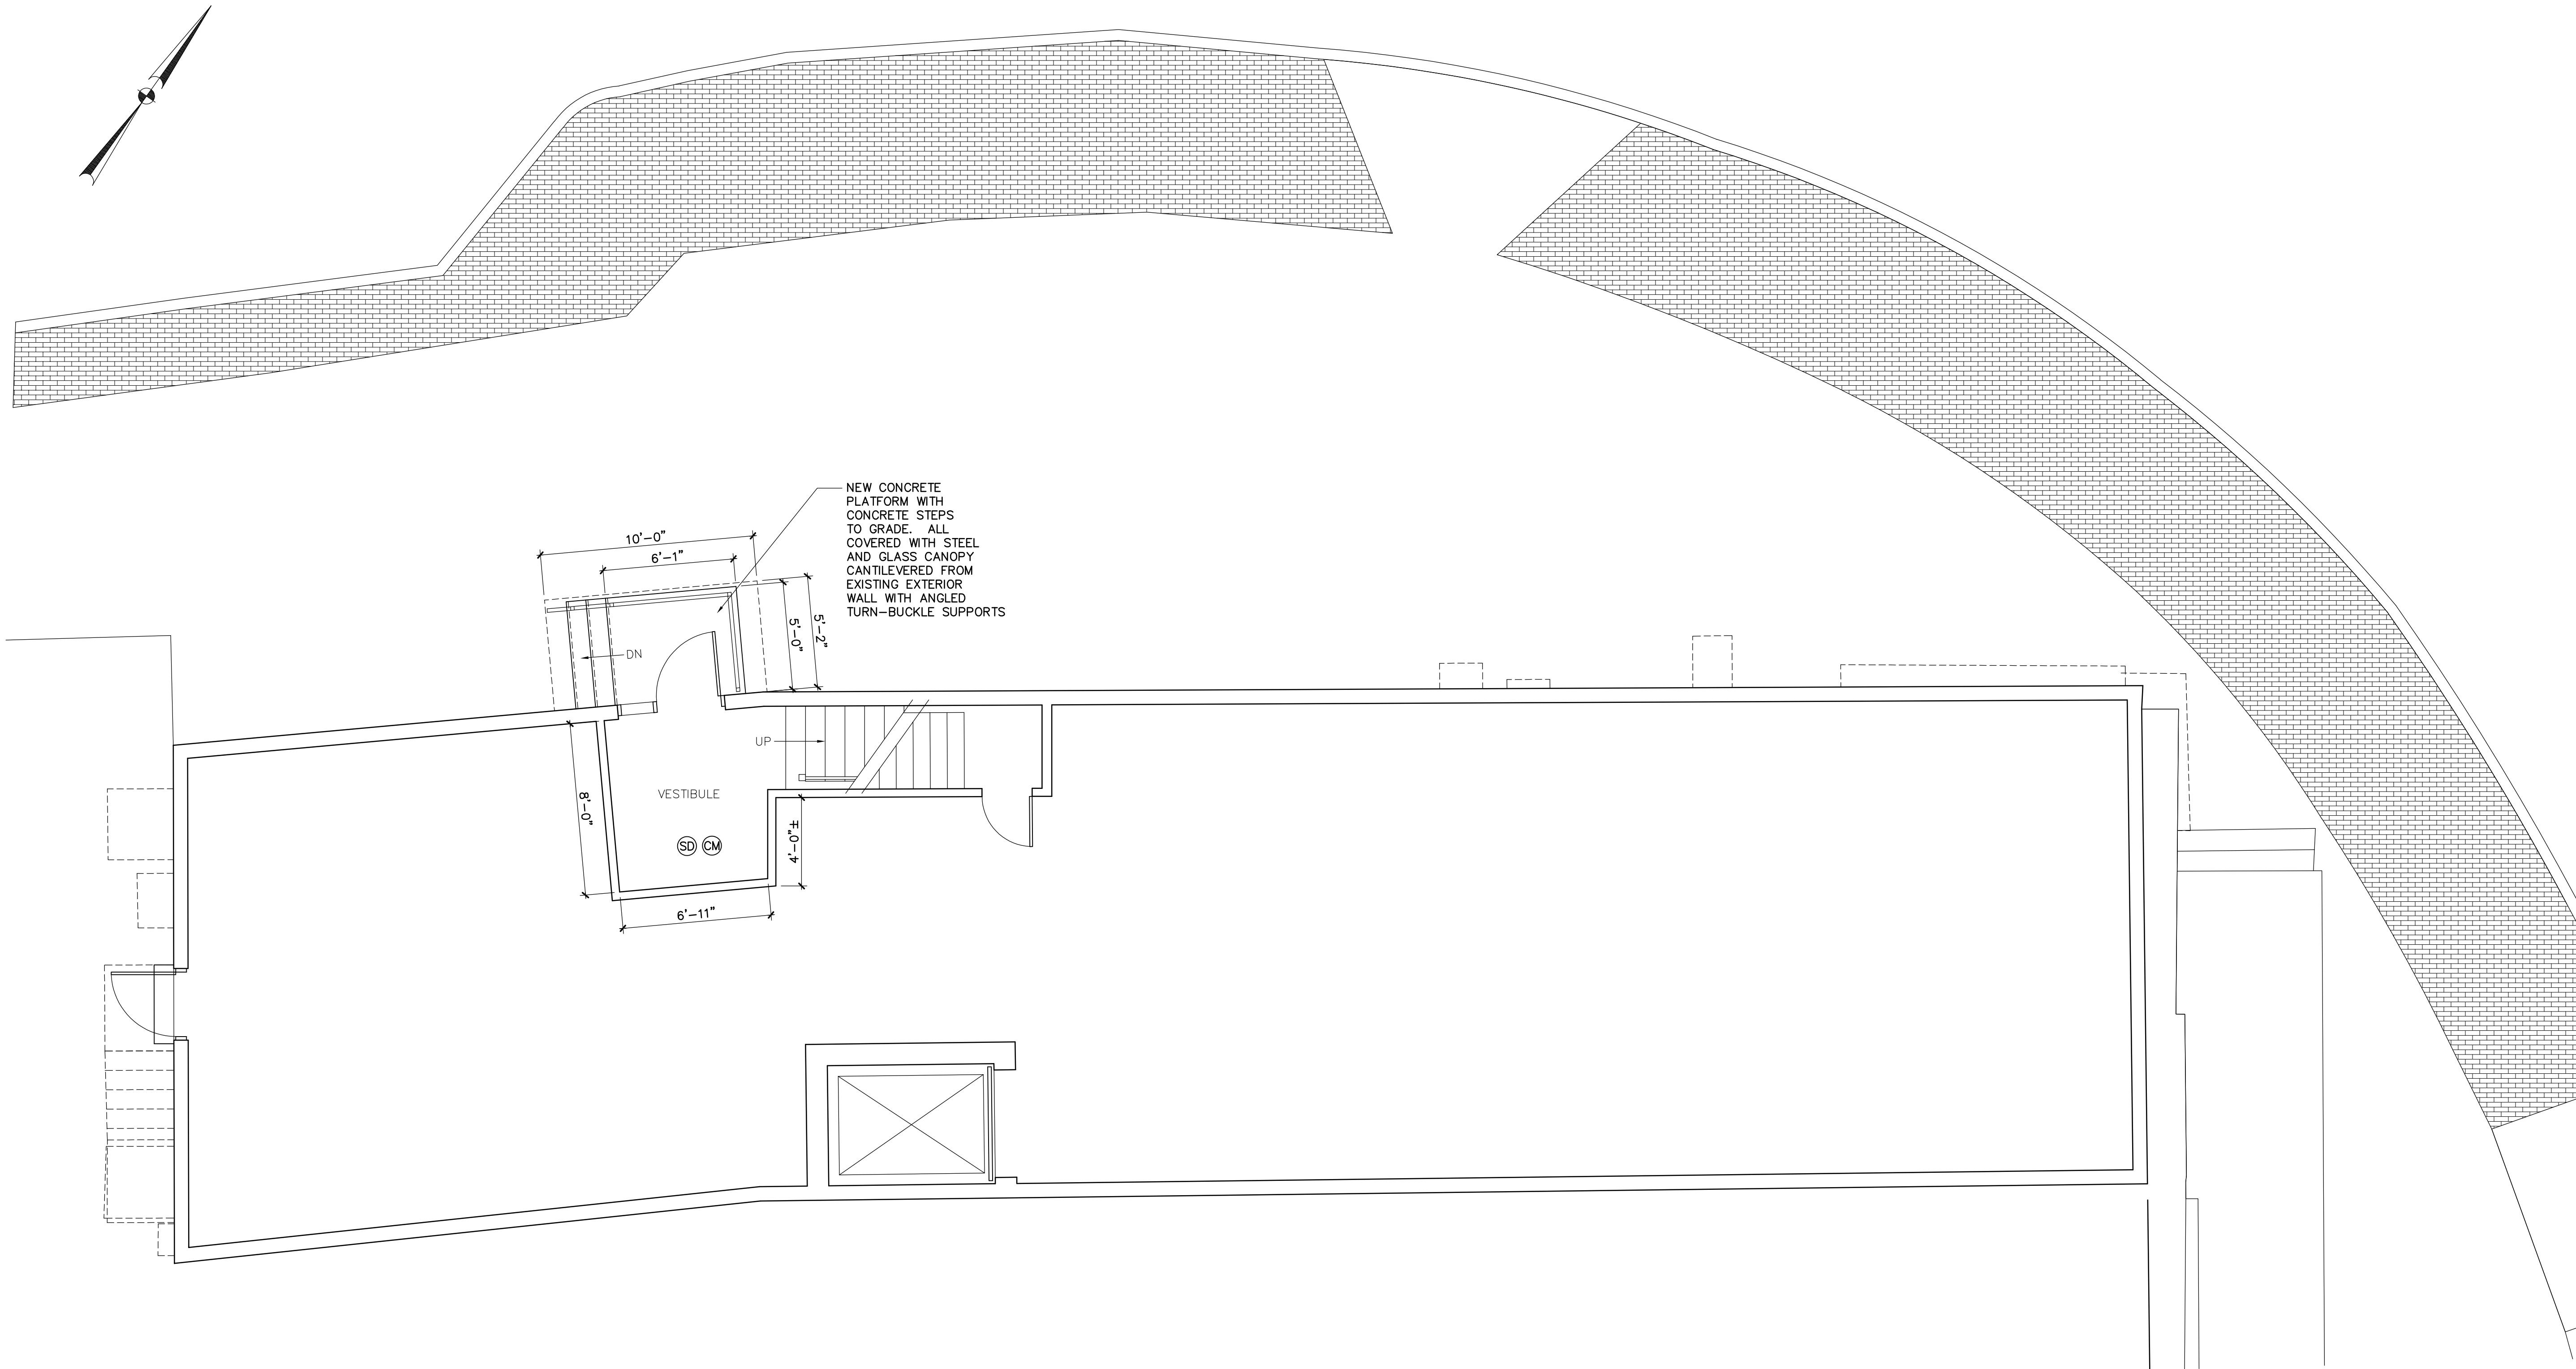 NEW CONCRETE
PLATFORM WITH
CONCRETE STEPS
TO GRADE. ALL
COVERED WITH STEEL
AND GLASS CANOPY
CANTILEVERED FROM
EXISTING EXTERIOR
WALL WITH ANGLED
TURN-BUCKLE SUPPORTS
10'-0"
6'-1"
5'-0"
5'-2"
DN
UP
VESTIBULE
8'-0"
SD CM
4'-0"±
6'-11"